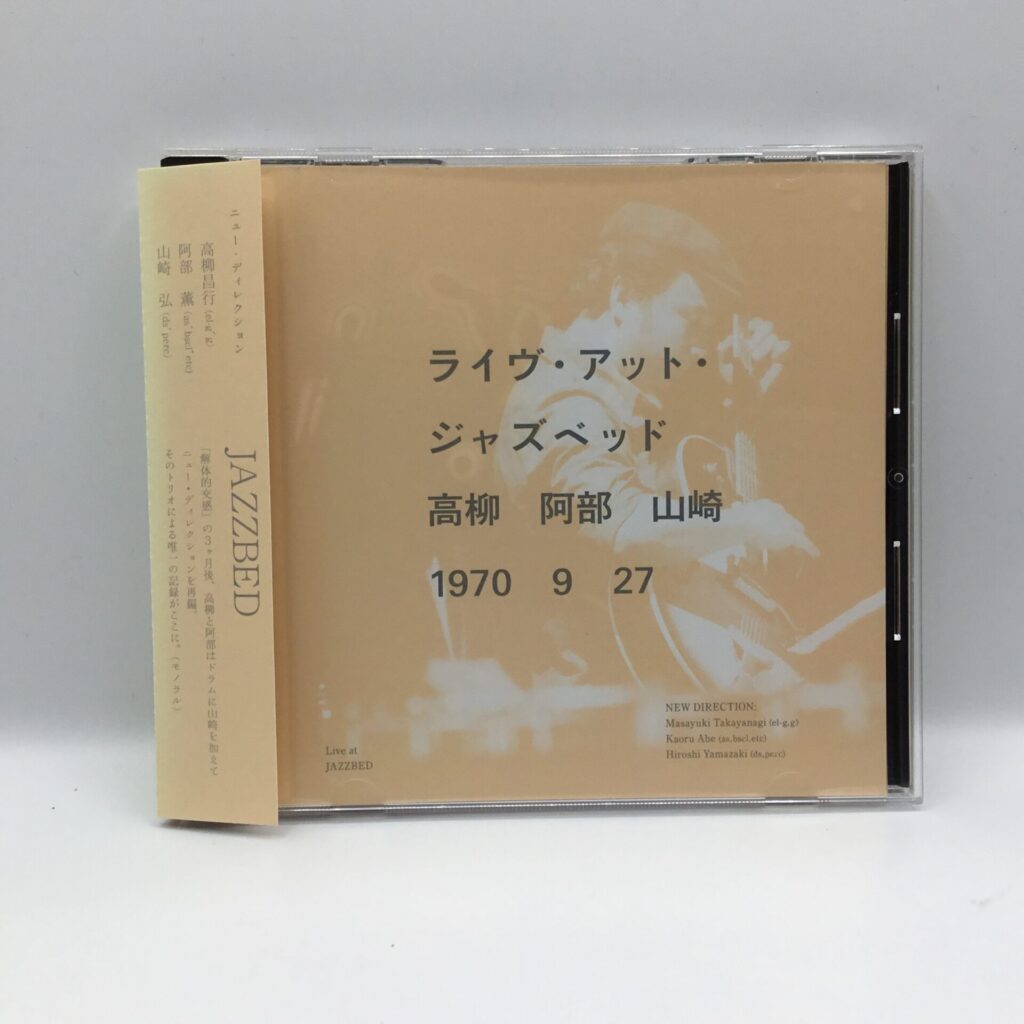 ニュー・ディレクション
高柳昌行(el-g, g)
阿部　薫(as, bscl, etc)
山崎　弘(ds, perc)
JAZZBED
『解体的交感』の3ヶ月後、高柳と阿部はドラムに山崎を加えて
ニュー・ディレクションを再編。
そのトリオによる唯一の記録がここに。(モノラル)
ライヴ・アット・
ジャズベッド
高柳　阿部　山崎
1970　9　27
Live at
JAZZBED
NEW DIRECTION:
Masayuki Takayanagi (el-g,g)
Kaoru Abe (as,bscl,etc)
Hiroshi Yamazaki (ds,perc)